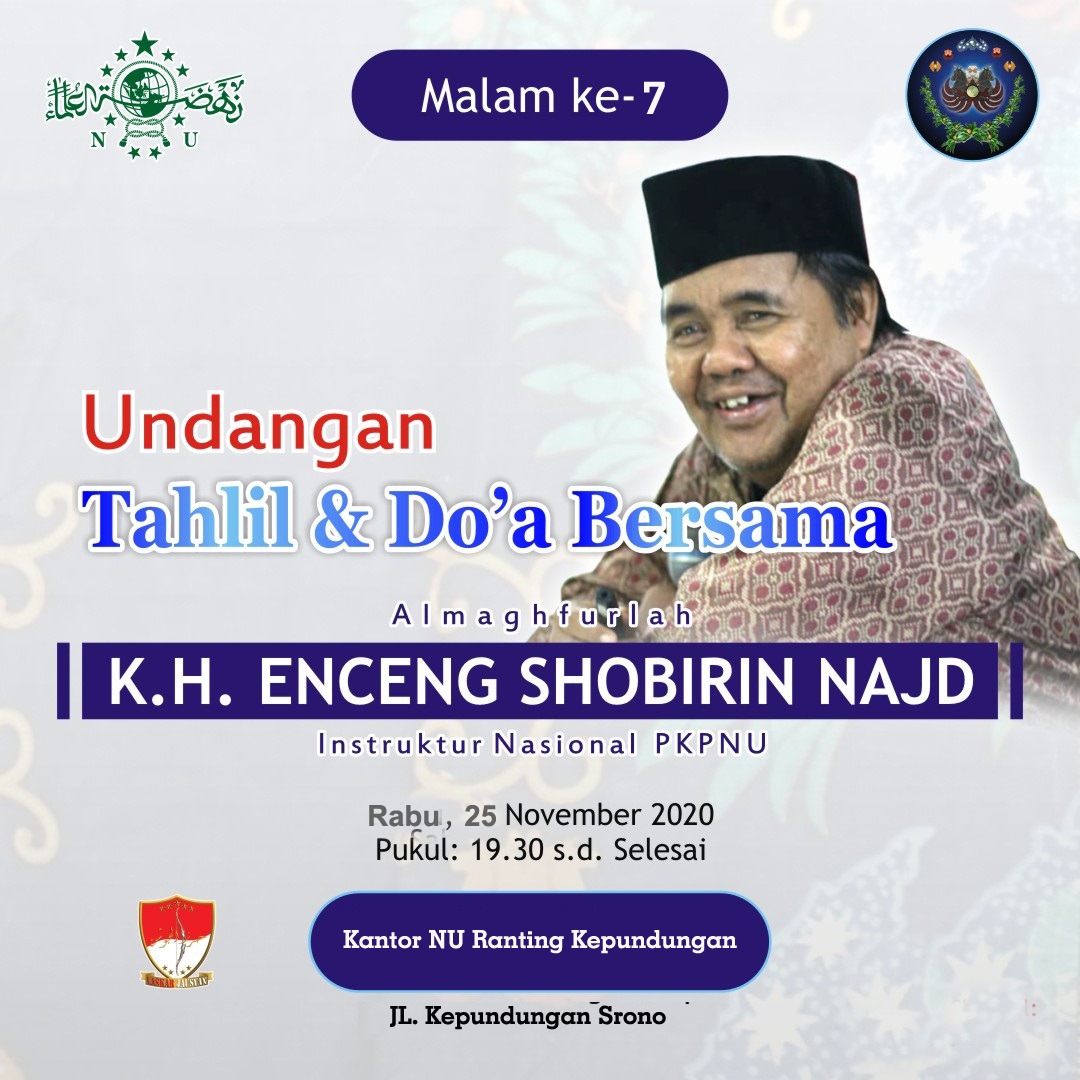 N U
Malam ke-7
Undangan
Tahlil & Do'a Bersama
Almaghfurlah
K.H. ENCENG SHOBIRIN NAJD
Instruktur Nasional PKPNU
Rabu, 25 November 2020
Pukul: 19.30 s.d. Selesai
Kantor NU Ranting Kepundungan
JL. Kepundungan Srono